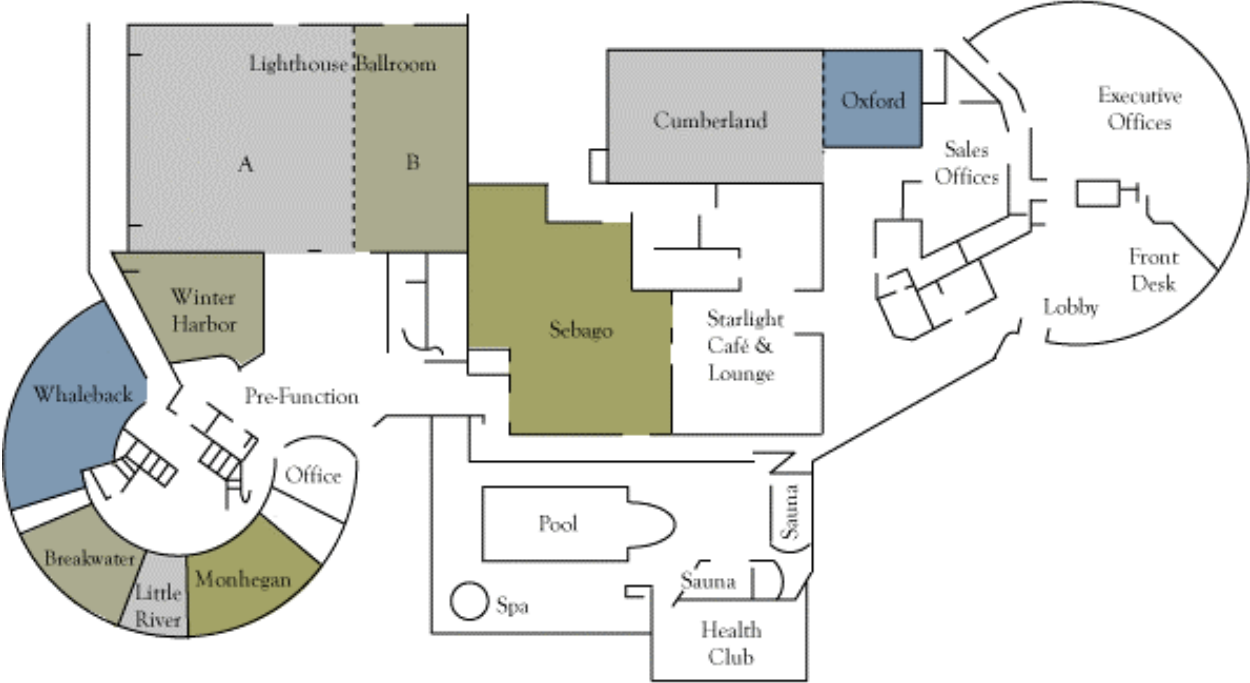 Lighthouse Ballroom
A
B
Cumberland
Oxford
Executive
Offices
Sales
Offices
Front
Desk
Lobby
Winter
Harbor
Sebago
Starlight
Café &
Lounge
Whaleback
Pre-Function
Office
Breakwater
Little
River
Monhegan
Pool
Sauna
Sauna
Spa
Health
Club